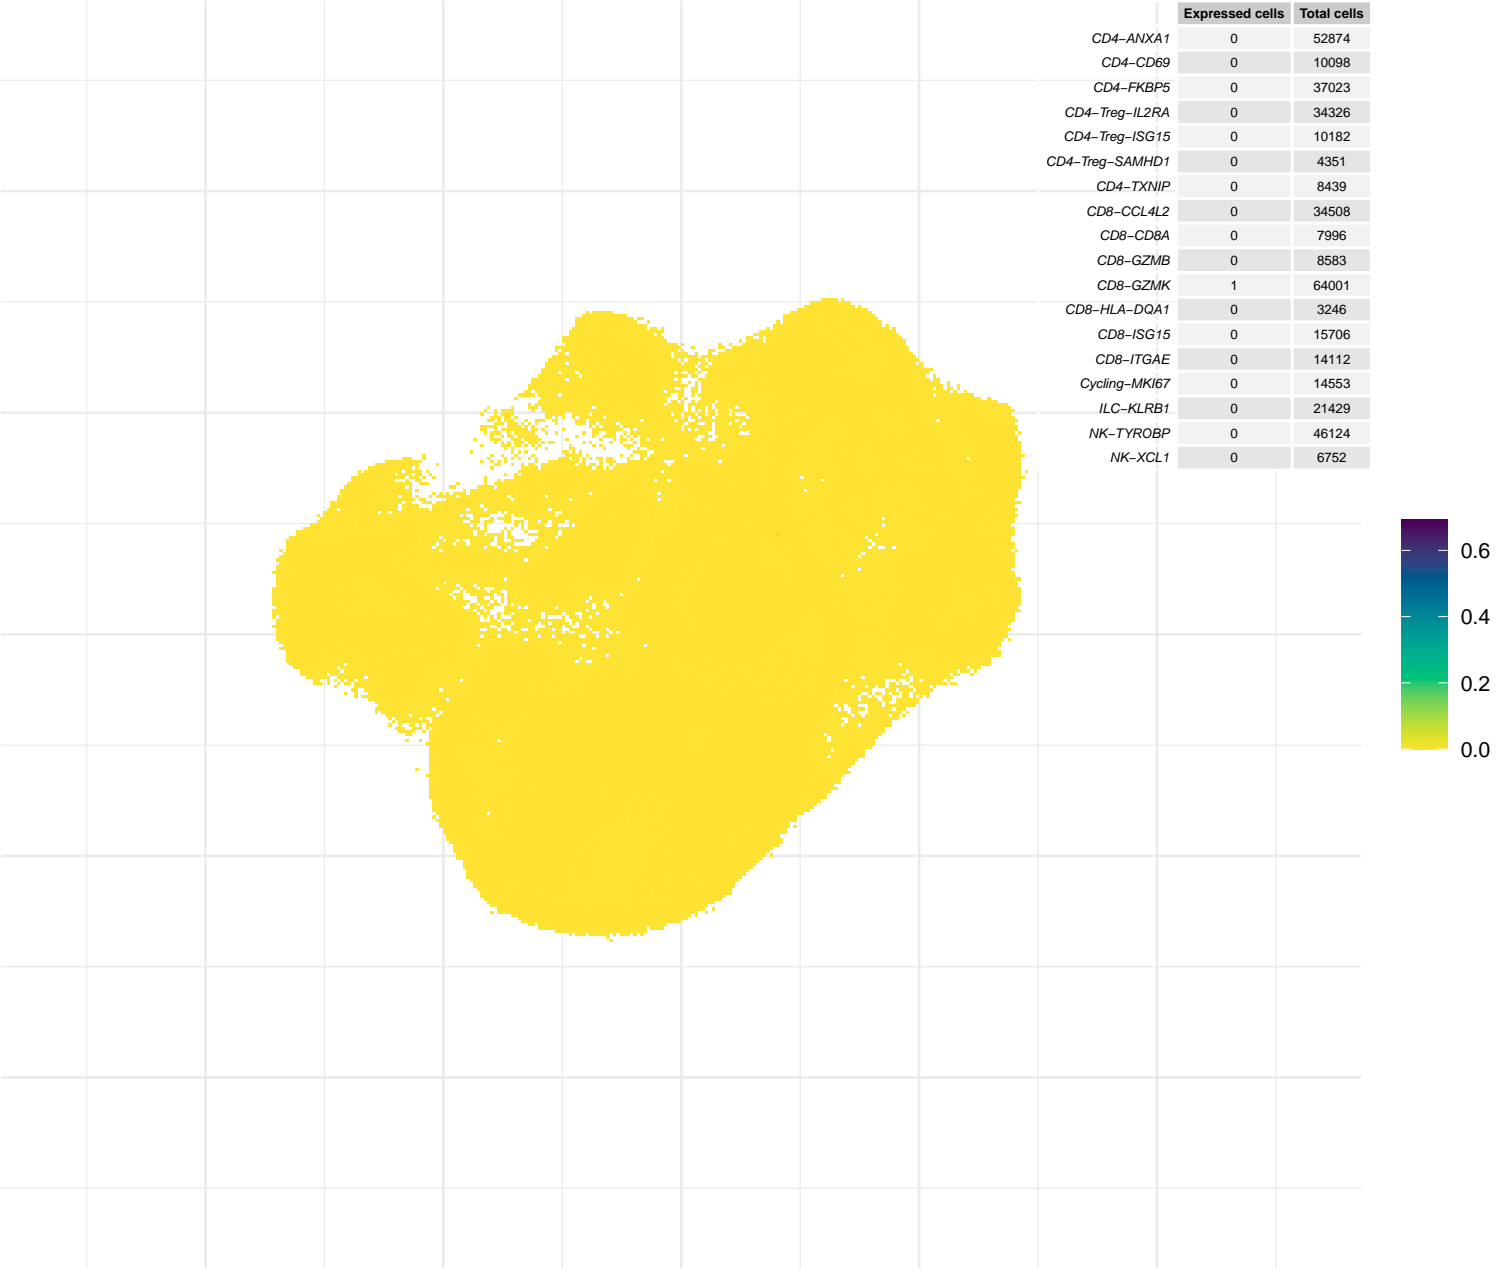 Expressed cells Total cells
CD4−ANXA1 0 52874
CD4−CD69 0 10098
CD4−FKBP5 0 37023
CD4−Treg−IL2RA 0 34326
CD4−Treg−ISG15 0 10182
CD4−Treg−SAMHD1 0 4351
CD4−TXNIP 0 8439
CD8−CCL4L2 0 34508
CD8−CD8A 0 7996
CD8−GZMB 0 8583
CD8−GZMK 1 64001
CD8−HLA−DQA1 0 3246
CD8−ISG15 0 15706
CD8−ITGAE 0 14112
Cycling−MKI67 0 14553
ILC−KLRB1 0 21429
NK−TYROBP 0 46124
NK−XCL1 0 6752
0.6
0.4
0.2
0.0